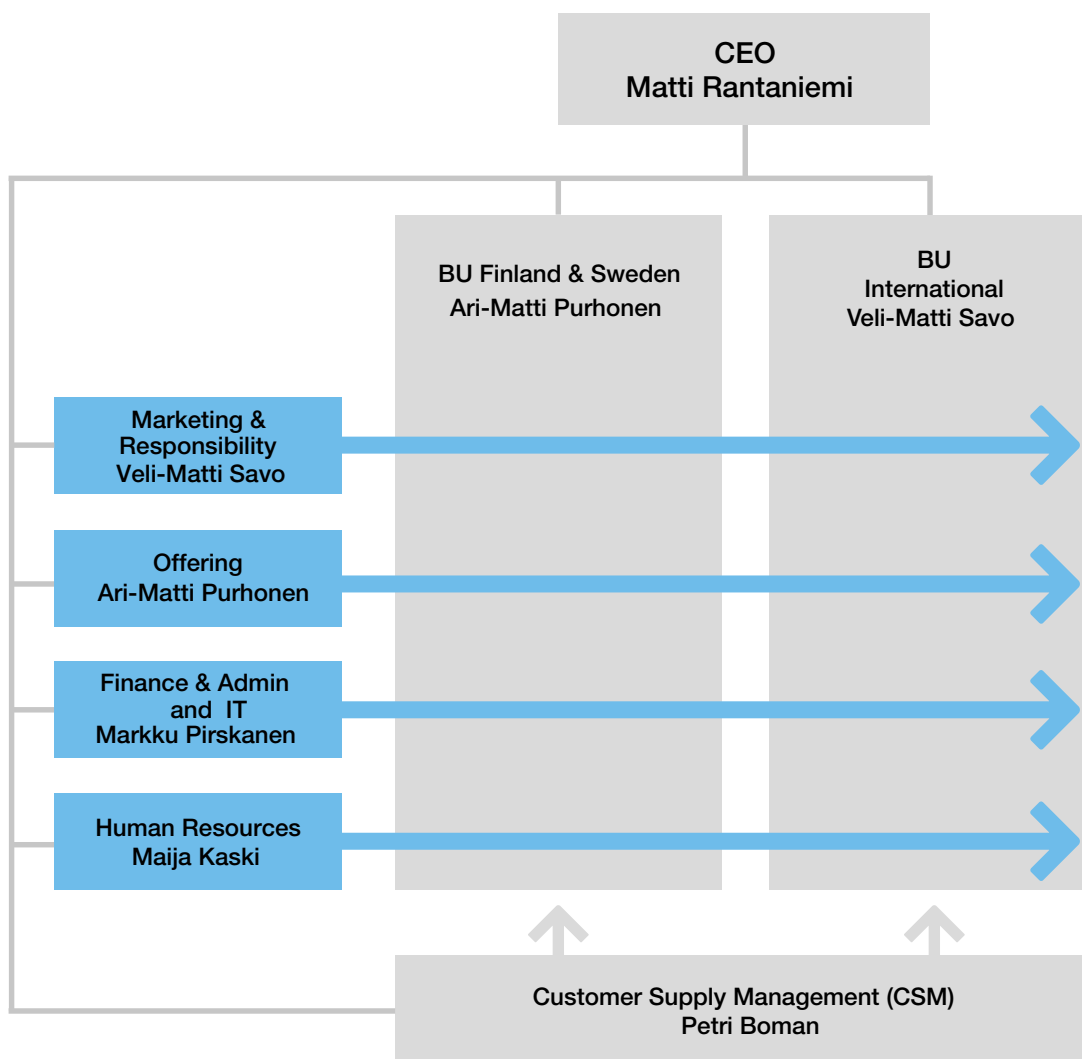 CEO
Matti Rantaniemi
BU Finland & Sweden
Ari-Matti Purhonen
BU
International
Veli-Matti Savo
Marketing &
Responsibility
Veli-Matti Savo
Offering
Ari-Matti Purhonen
Finance & Admin
and IT
Markku Pirskanen
Human Resources
Maija Kaski
Customer Supply Management (CSM)
Petri Boman